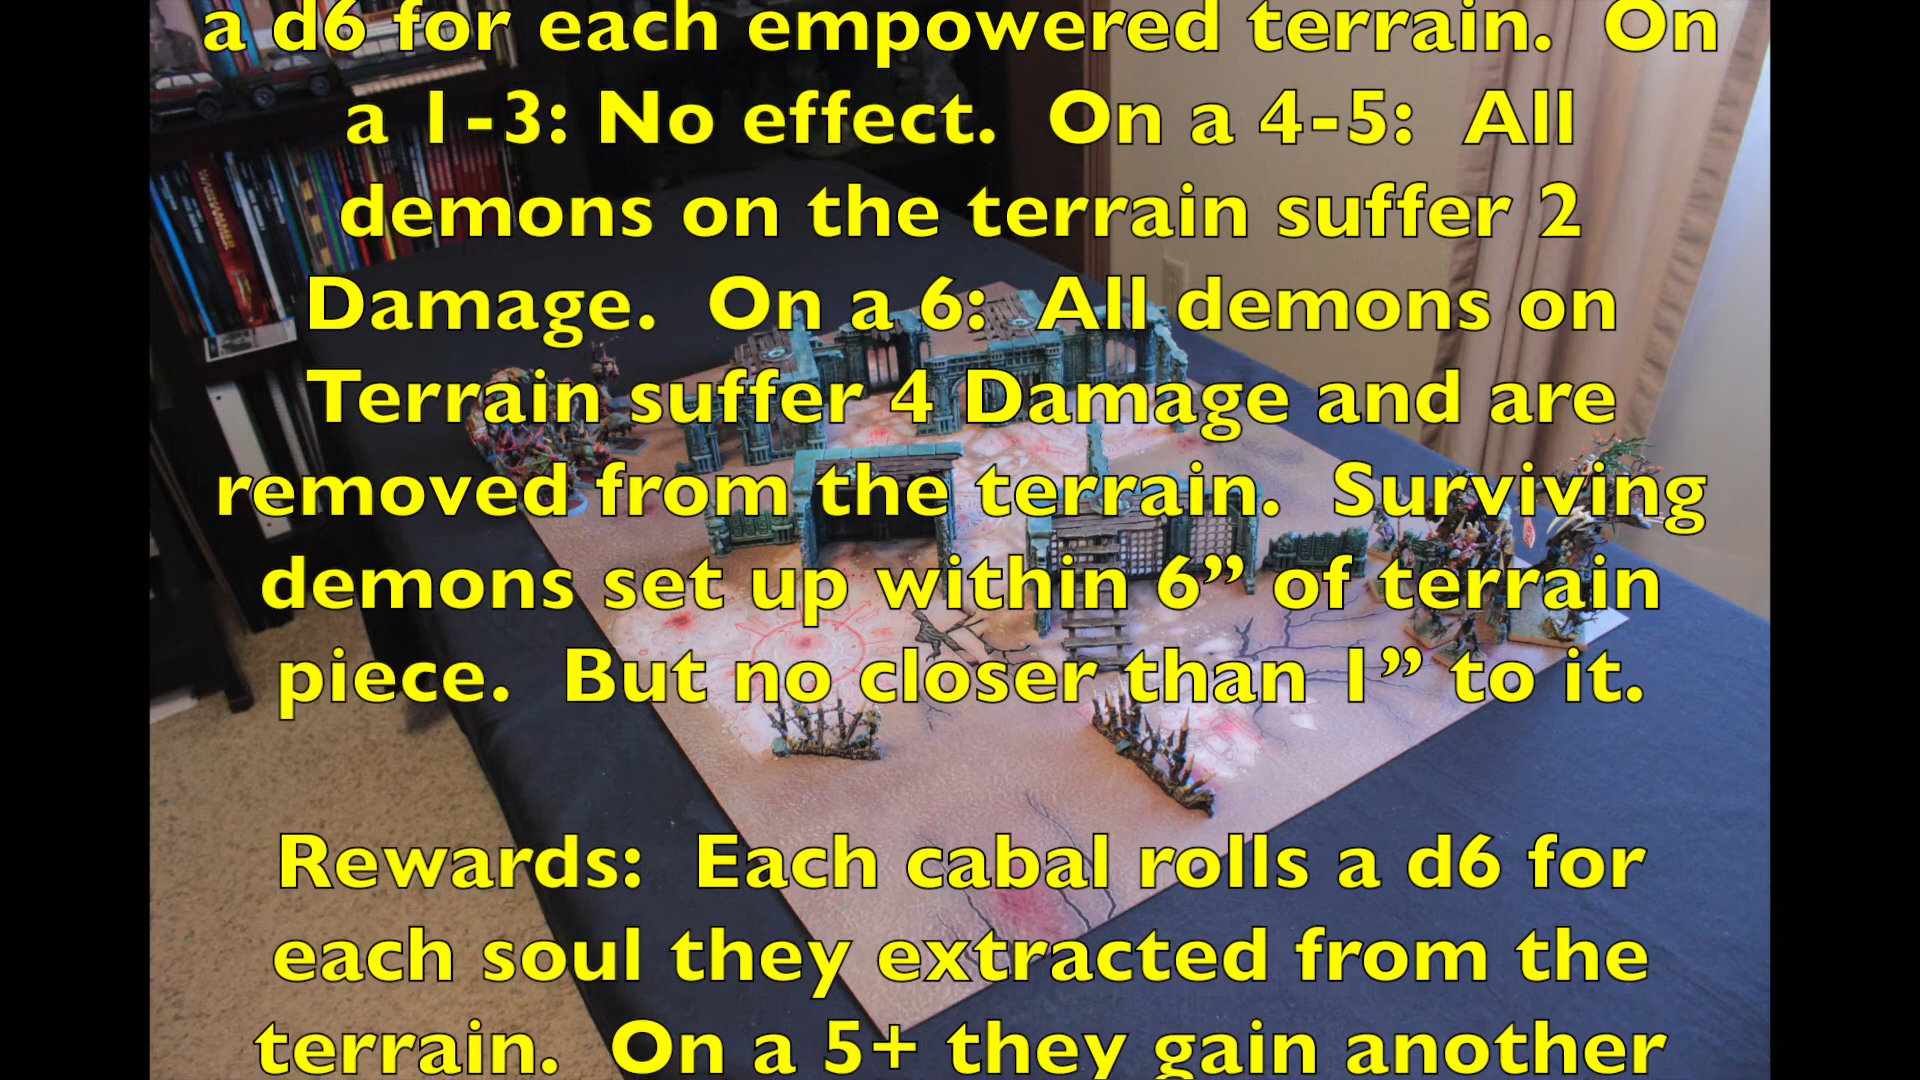 a d6 for each empowered terrain.  On
a 1-3: No effect.  On a 4-5:  All
demons on the terrain suffer 2
Damage.  On a 6:  All demons on
Terrain suffer 4 Damage and are
removed from the terrain.  Surviving
demons set up within 6” of terrain
piece.  But no closer than 1” to it.
Rewards:  Each cabal rolls a d6 for
each soul they extracted from the
terrain.  On a 5+ they gain another
WARHAMMER